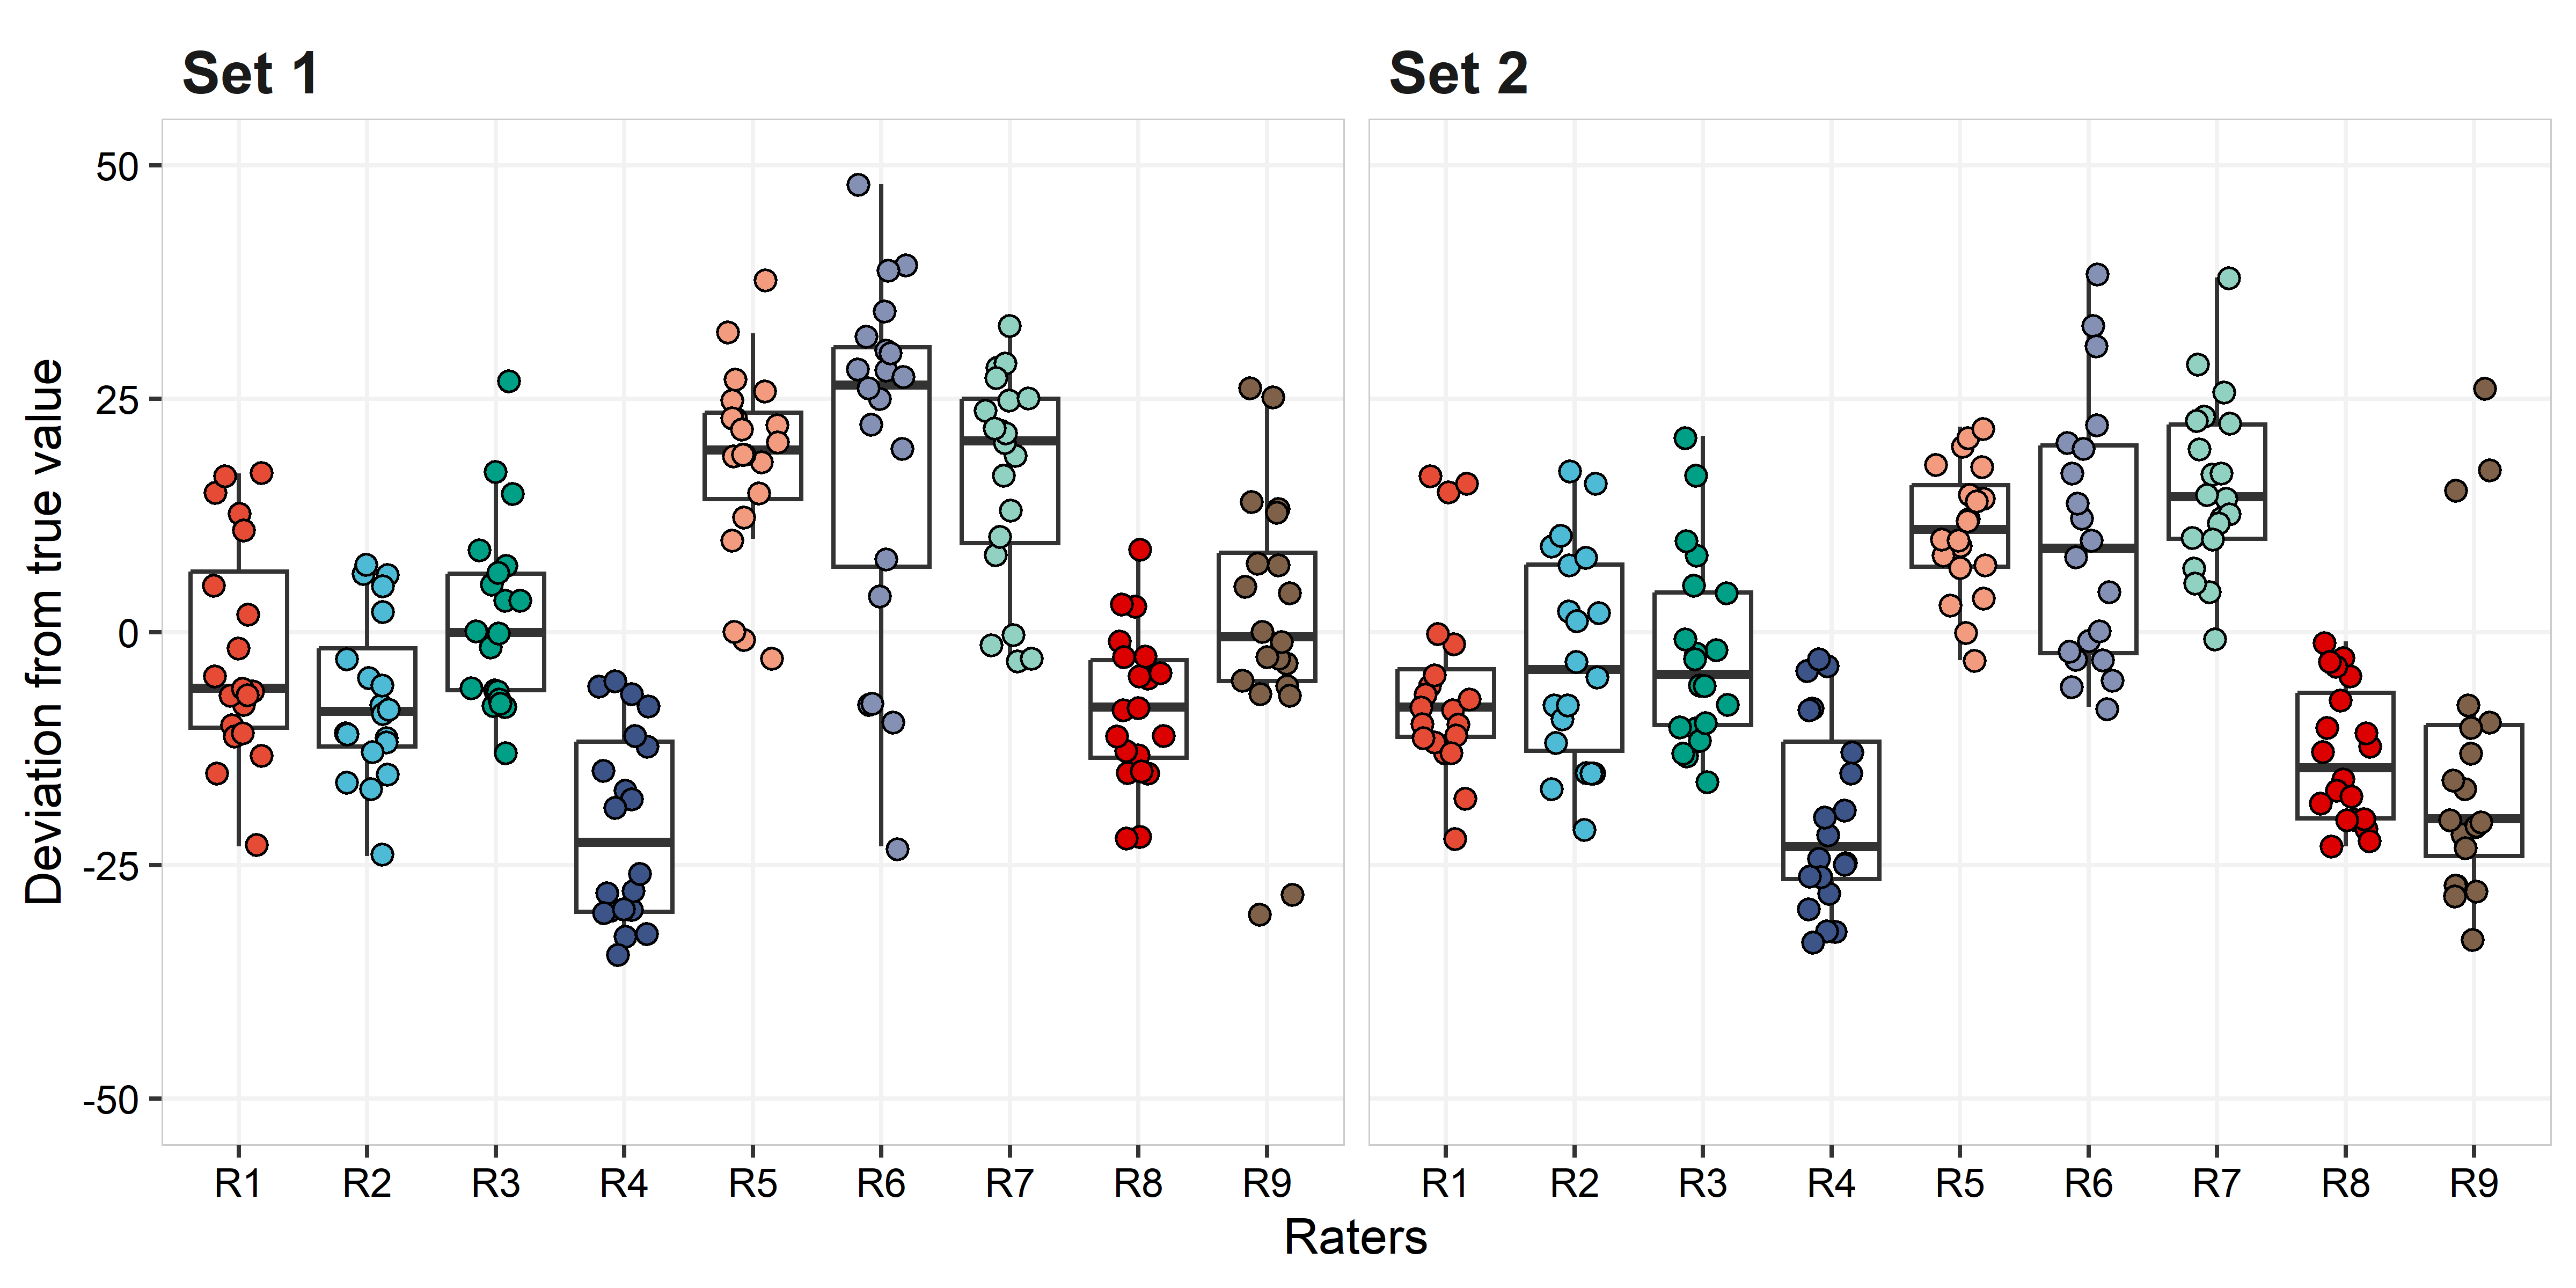 Set 1
Set 2
Deviation from true value
50
25
0
-25
-50
R1 R2 R3 R4 R5 R6 R7 R8 R9
R1 R2 R3 R4 R5 R6 R7 R8 R9
Raters